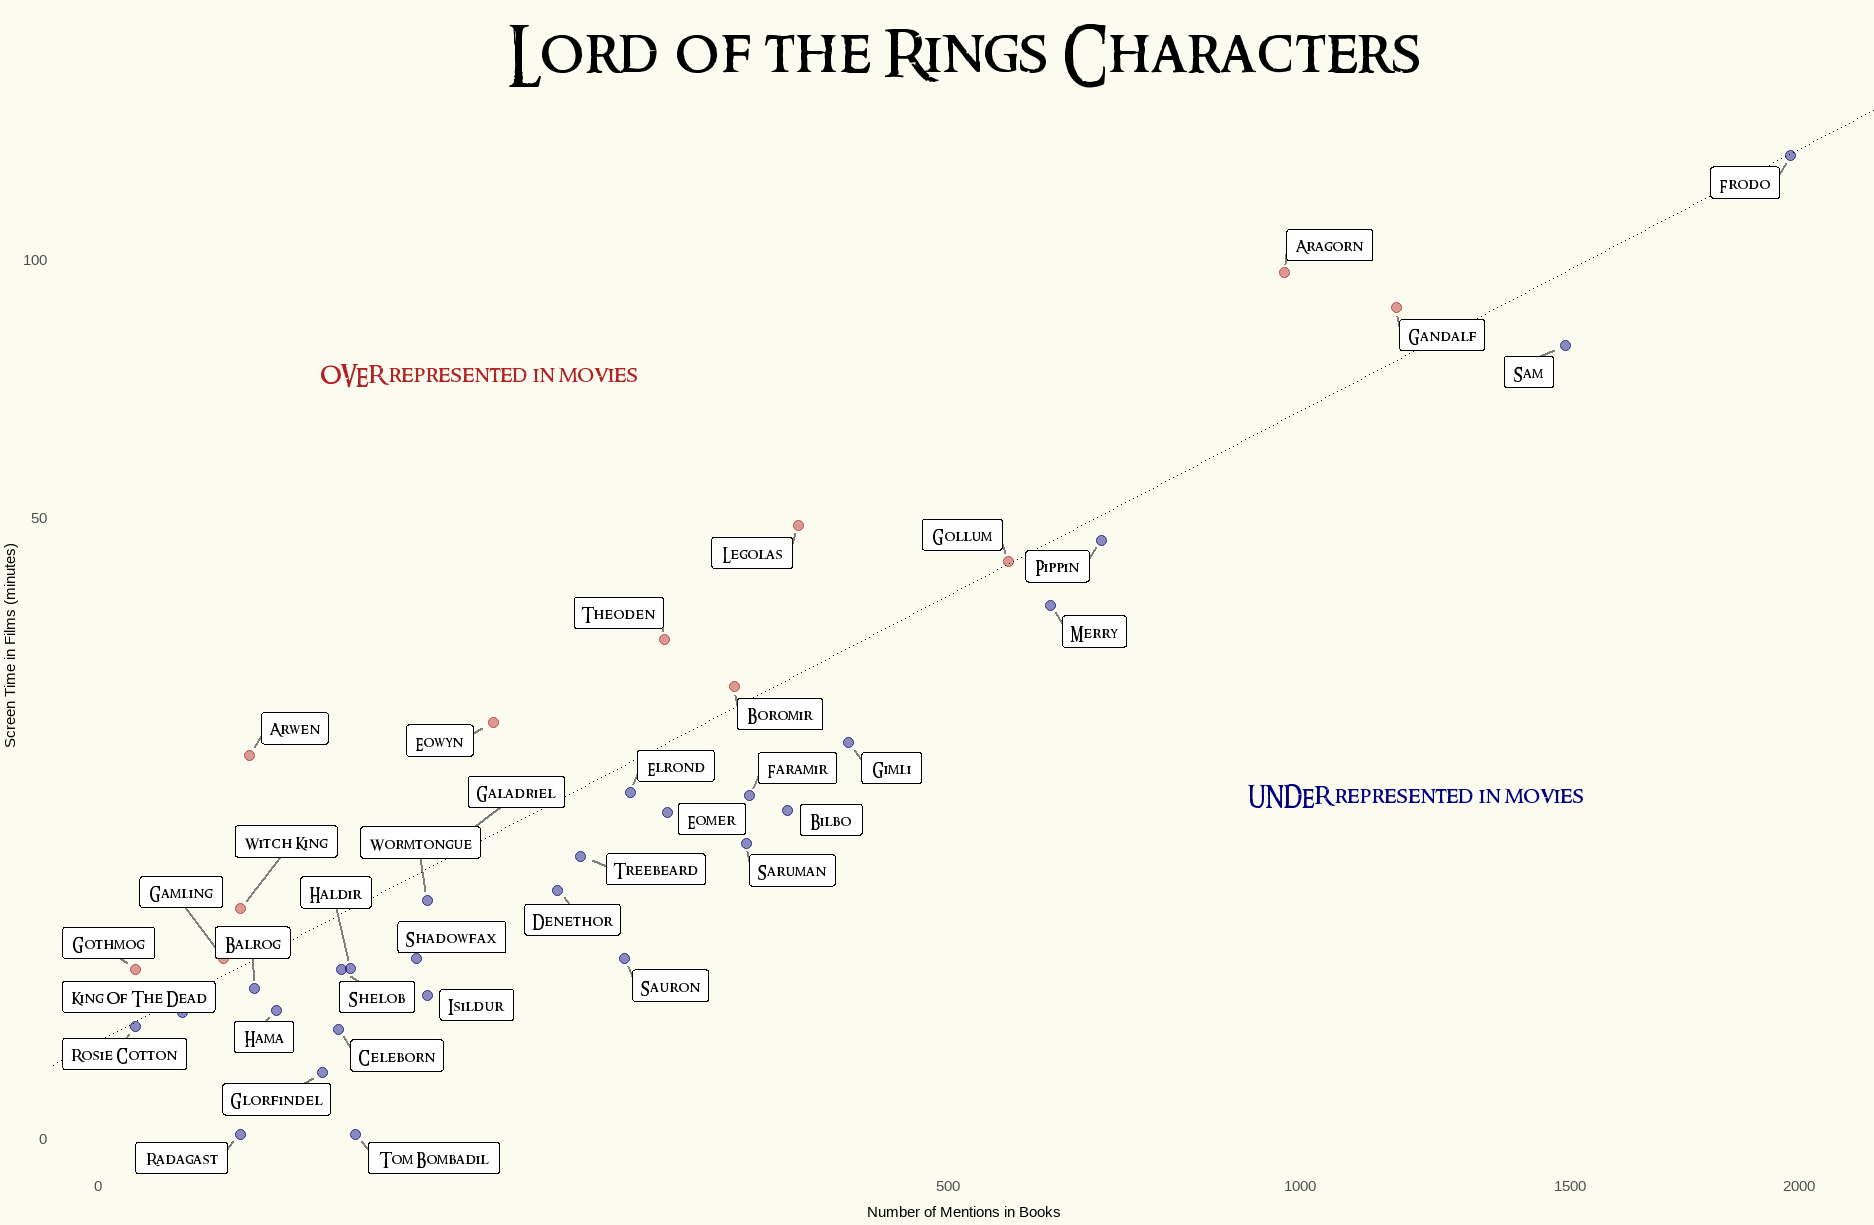 Lord of the Rings Characters
Frodo
Aragorn
100
Gandalf
Sam
OVERrepresented in movies
50
Gollum
Legolas
Pippin
Theoden
Merry
Screen Time in Films (minutes)
Boromir
Arwen
Eowyn
Elrond
Faramir
Gimli
Galadriel
UNDERrepresented in movies
Eomer
Bilbo
Witch King
Wormtongue
Treebeard
Saruman
Gamling
Haldir
Denethor
Gothmog
Balrog
Shadowfax
Sauron
King Of The Dead
Shelob
Isildur
Hama
Rosie Cotton
Celeborn
Glorfindel
0
Radagast
Tom Bombadil
0 500 1000 1500 2000
Number of Mentions in Books